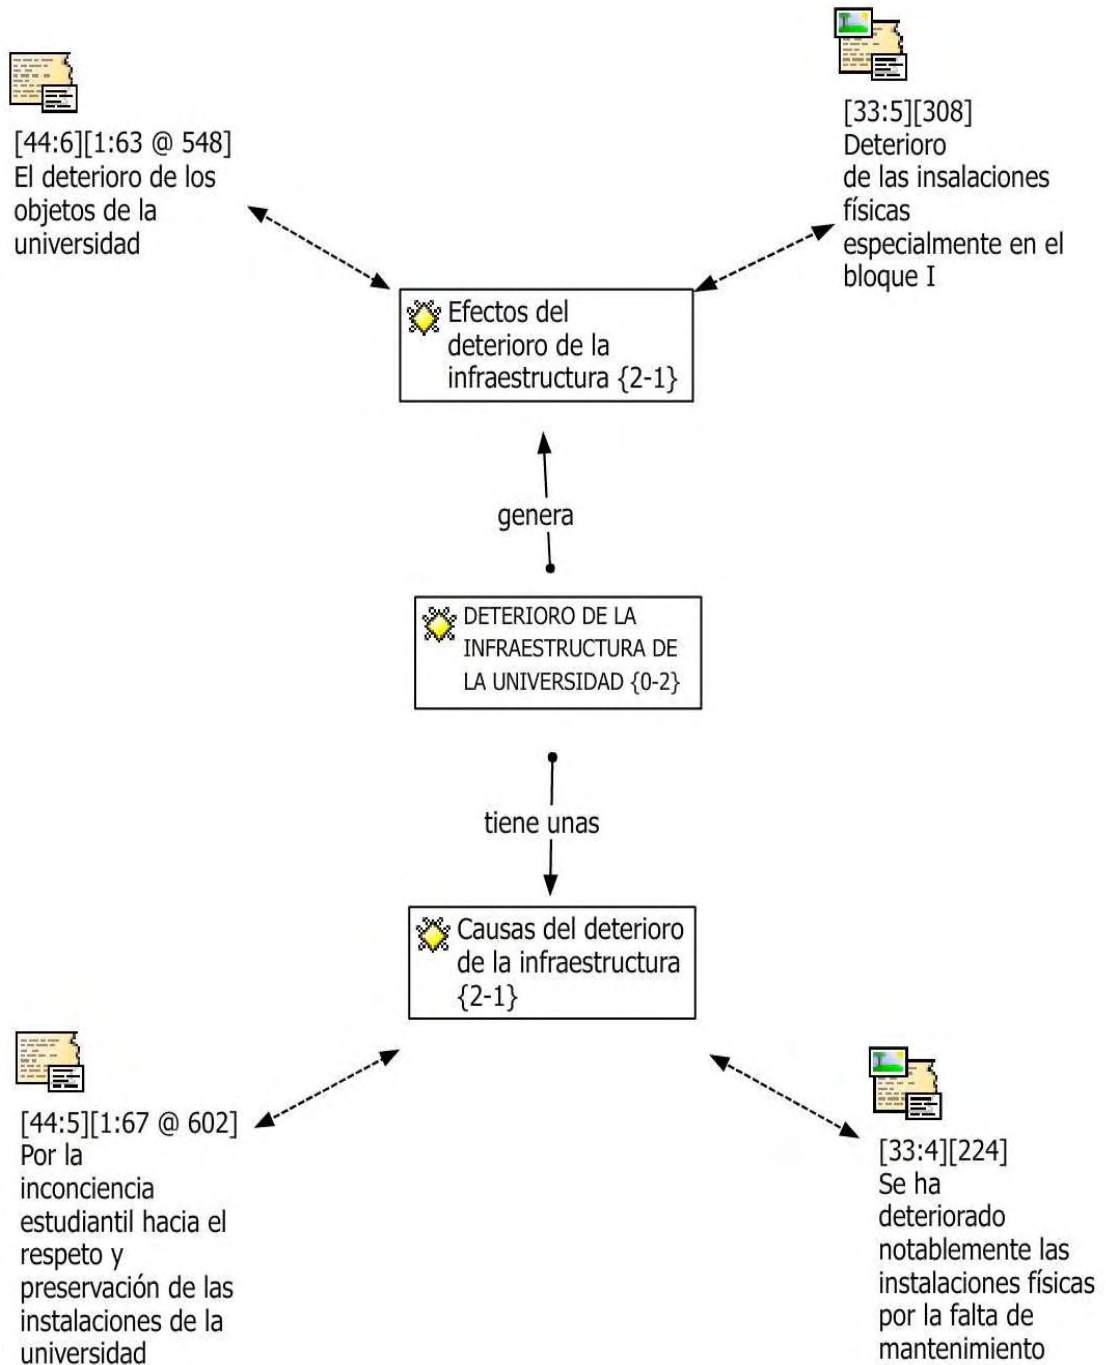 [44:6][1:63 @ 548]
El deterioro de los
objetos de la
universidad
[33:5][308]
Deterioro
de las insalaciones
físicas
especialmente en el
bloque I
Efectos del
deterioro de la
infraestructura {2-1}
genera
DETERIORO DE LA
INFRAESTRUCTURA DE
LA UNIVERSIDAD {0-2}
tiene unas
Causas del deterioro
de la infraestructura
{2-1}
[44:5][1:67 @ 602]
Por la
inconciencia
estudiantil hacia el
respeto y
preservación de las
instalaciones de la
universidad
[33:4][224]
Se ha
deteriorado
notablemente las
instalaciones físicas
por la falta de
mantenimiento